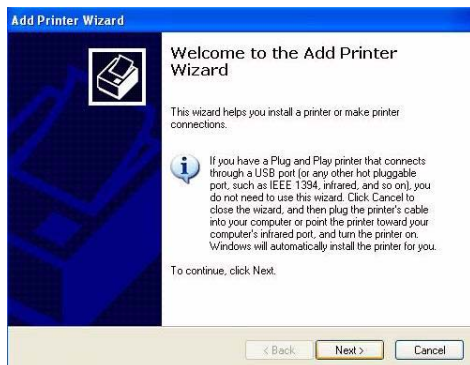 Add Printer Wizard
Welcome to the Add Printer
Wizard
This wizard helps you install a printer or make printer
connections.
If you have a Plug and Play printer that connects
through a USB port (or any other hot pluggable
port, such as IEEE 1394, infrared, and so on), you
do not need to use this wizard. Click Cancel to
close the wizard, and then plug the printer's cable
into your computer or point the printer toward your
computer's infrared port, and turn the printer on.
Windows will automatically install the printer for you.
To continue, click Next.
< Back Next > Cancel